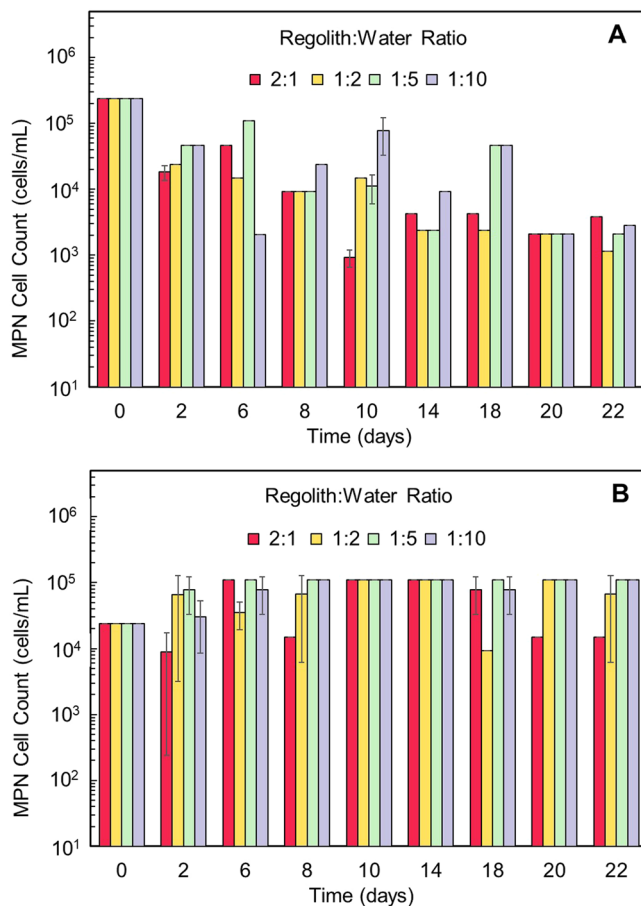 Regolith:Water Ratio
A
2:1 1:2 1:5 1:10
MPN Cell Count (cells/mL)
10⁶
10⁵
10⁴
10³
10²
10¹
0 2 6 8 10 14 18 20 22
Time (days)
Regolith:Water Ratio
B
2:1 1:2 1:5 1:10
MPN Cell Count (cells/mL)
10⁶
10⁵
10⁴
10³
10²
10¹
0 2 6 8 10 14 18 20 22
Time (days)